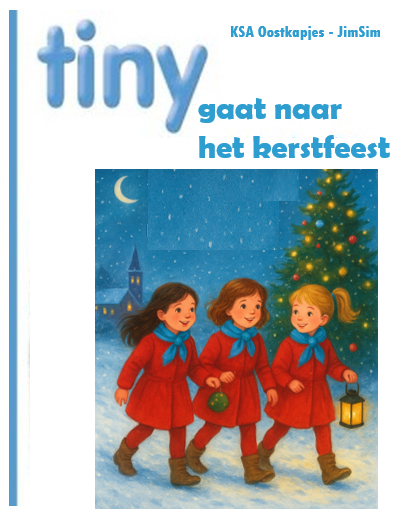 KSA Oostkapjes - JimSim
tiny
gaat naar
het kerstfeest